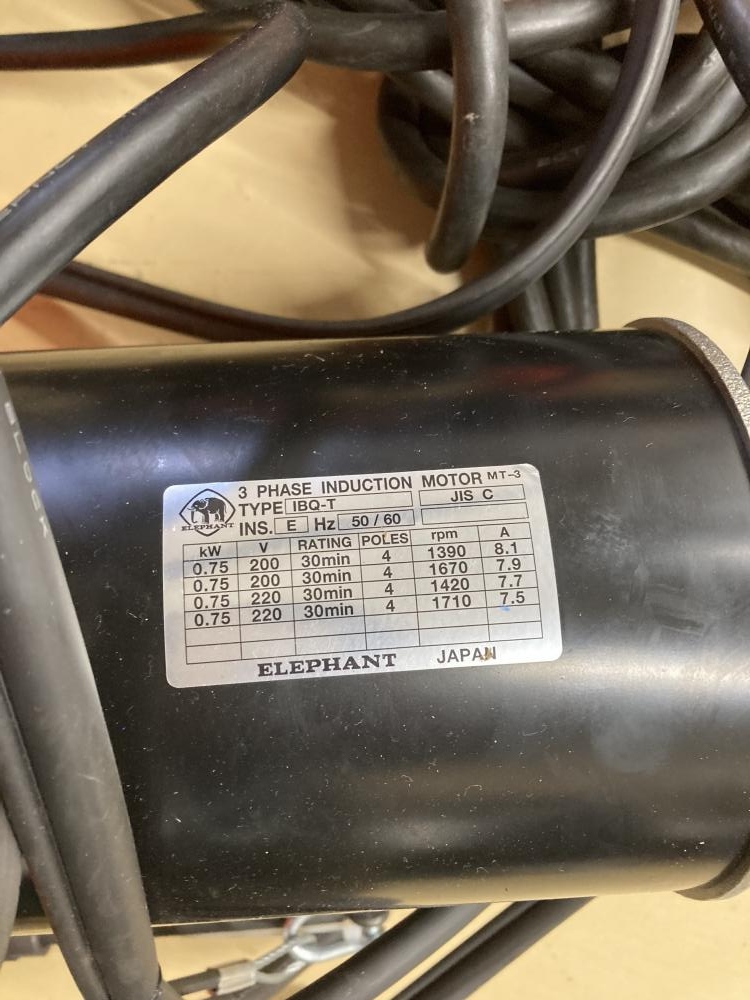 3 PHASE INDUCTION MOTOR MT-3
ELEPHANT
TYPE IBQ-T JIS C
INS. E Hz 50/60
kW V RATING POLES rpm A
0.75 200 30min 4 1390 8.1
0.75 200 30min 4 1670 7.9
0.75 220 30min 4 1420 7.7
0.75 220 30min 4 1710 7.5
ELEPHANT JAPAN